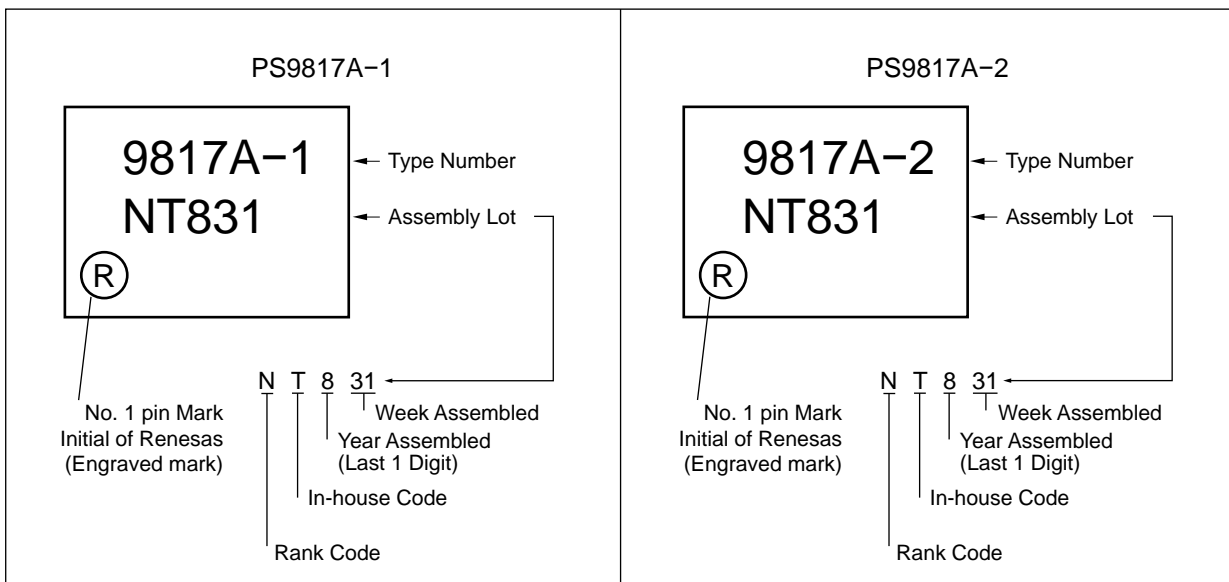 PS9817A−1
9817A−1
Type Number
NT831
Assembly Lot
R
N T 8 31
No. 1 pin Mark
Initial of Renesas
(Engraved mark)
Week Assembled
Year Assembled
(Last 1 Digit)
In-house Code
Rank Code
PS9817A−2
9817A−2
Type Number
NT831
Assembly Lot
R
N T 8 31
No. 1 pin Mark
Initial of Renesas
(Engraved mark)
Week Assembled
Year Assembled
(Last 1 Digit)
In-house Code
Rank Code